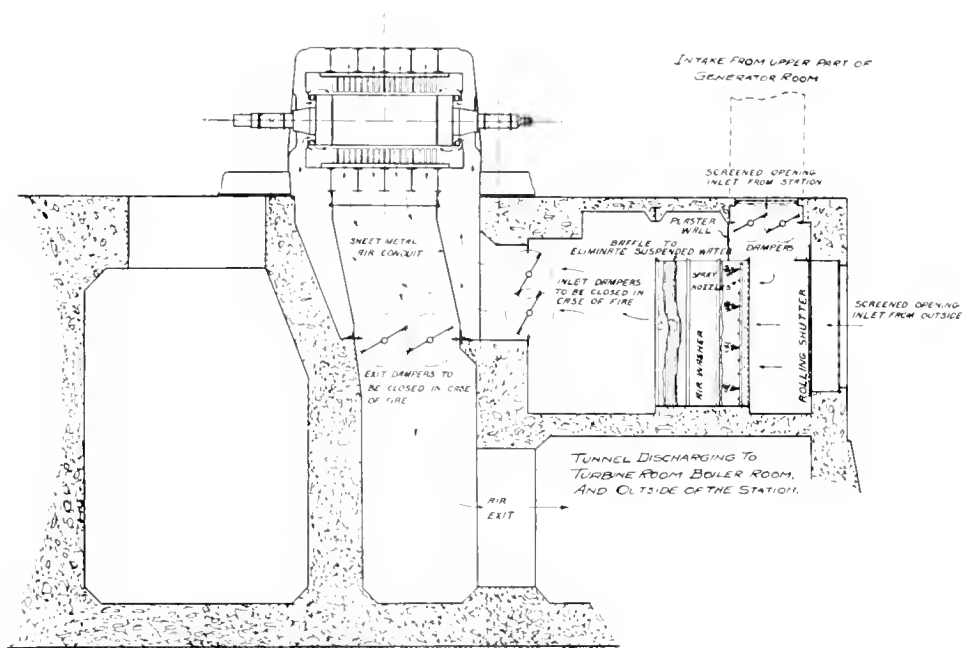 INTAKE FROM UPPER PART OF
GENERATOR ROOM
SCREENED OPENING
INLET FROM STATION
PLASTER
WALL
DAMPERS
BAFFLE TO
ELIMINATE SUSPENDED WATER
SPRAY
NOZZLES
SHEET METAL
AIR CONDUIT
INLET DAMPERS
TO BE CLOSED IN
CASE OF FIRE
AIR WASHER
ROLLING SHUTTER
SCREENED OPENING
INLET FROM OUTSIDE
EXIT DAMPERS TO
BE CLOSED IN CASE
OF FIRE
TUNNEL DISCHARGING TO
TURBINE ROOM BOILER ROOM,
AND OUTSIDE OF THE STATION.
AIR
EXIT